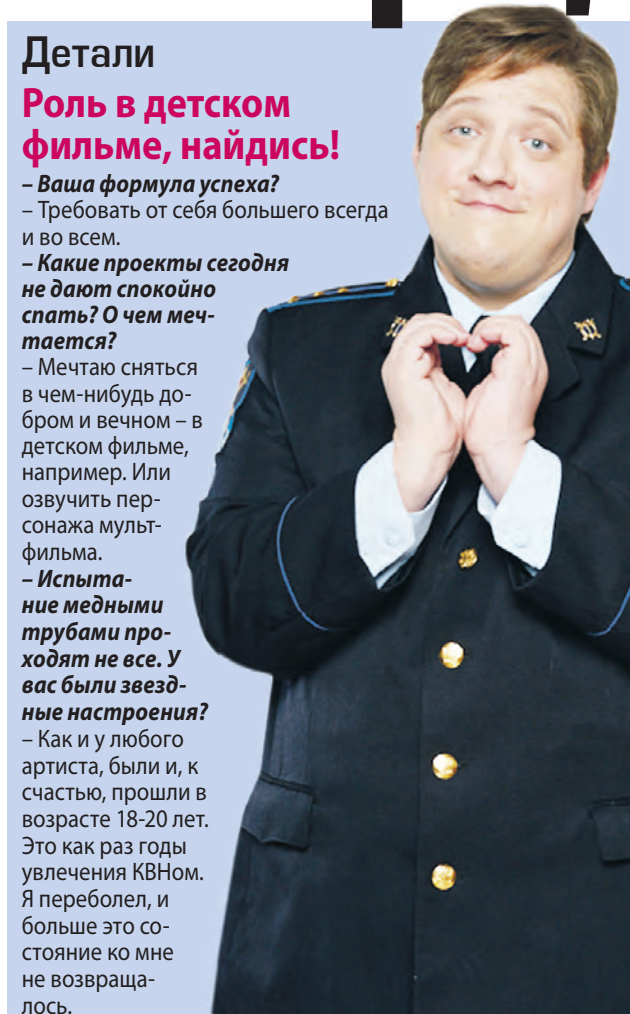 Детали
Роль в детском
фильме, найдись!
– Ваша формула успеха?
– Требовать от себя большего всегда
и во всем.
– Какие проекты сегодня
не дают спокойно
спать? О чем меч-
тается?
– Мечтаю сняться
в чем-нибудь до-
бром и вечном – в
детском фильме,
например. Или
озвучить пер-
сонажа мульт-
фильма.
– Испыта-
ние медными
трубами про-
ходят не все. У
вас были звезд-
ные настроения?
– Как и у любого
артиста, были и, к
счастью, прошли в
возрасте 18-20 лет.
Это как раз годы
увлечения КВНом.
Я переболел, и
больше это со-
стояние ко мне
не возвраща-
лось.